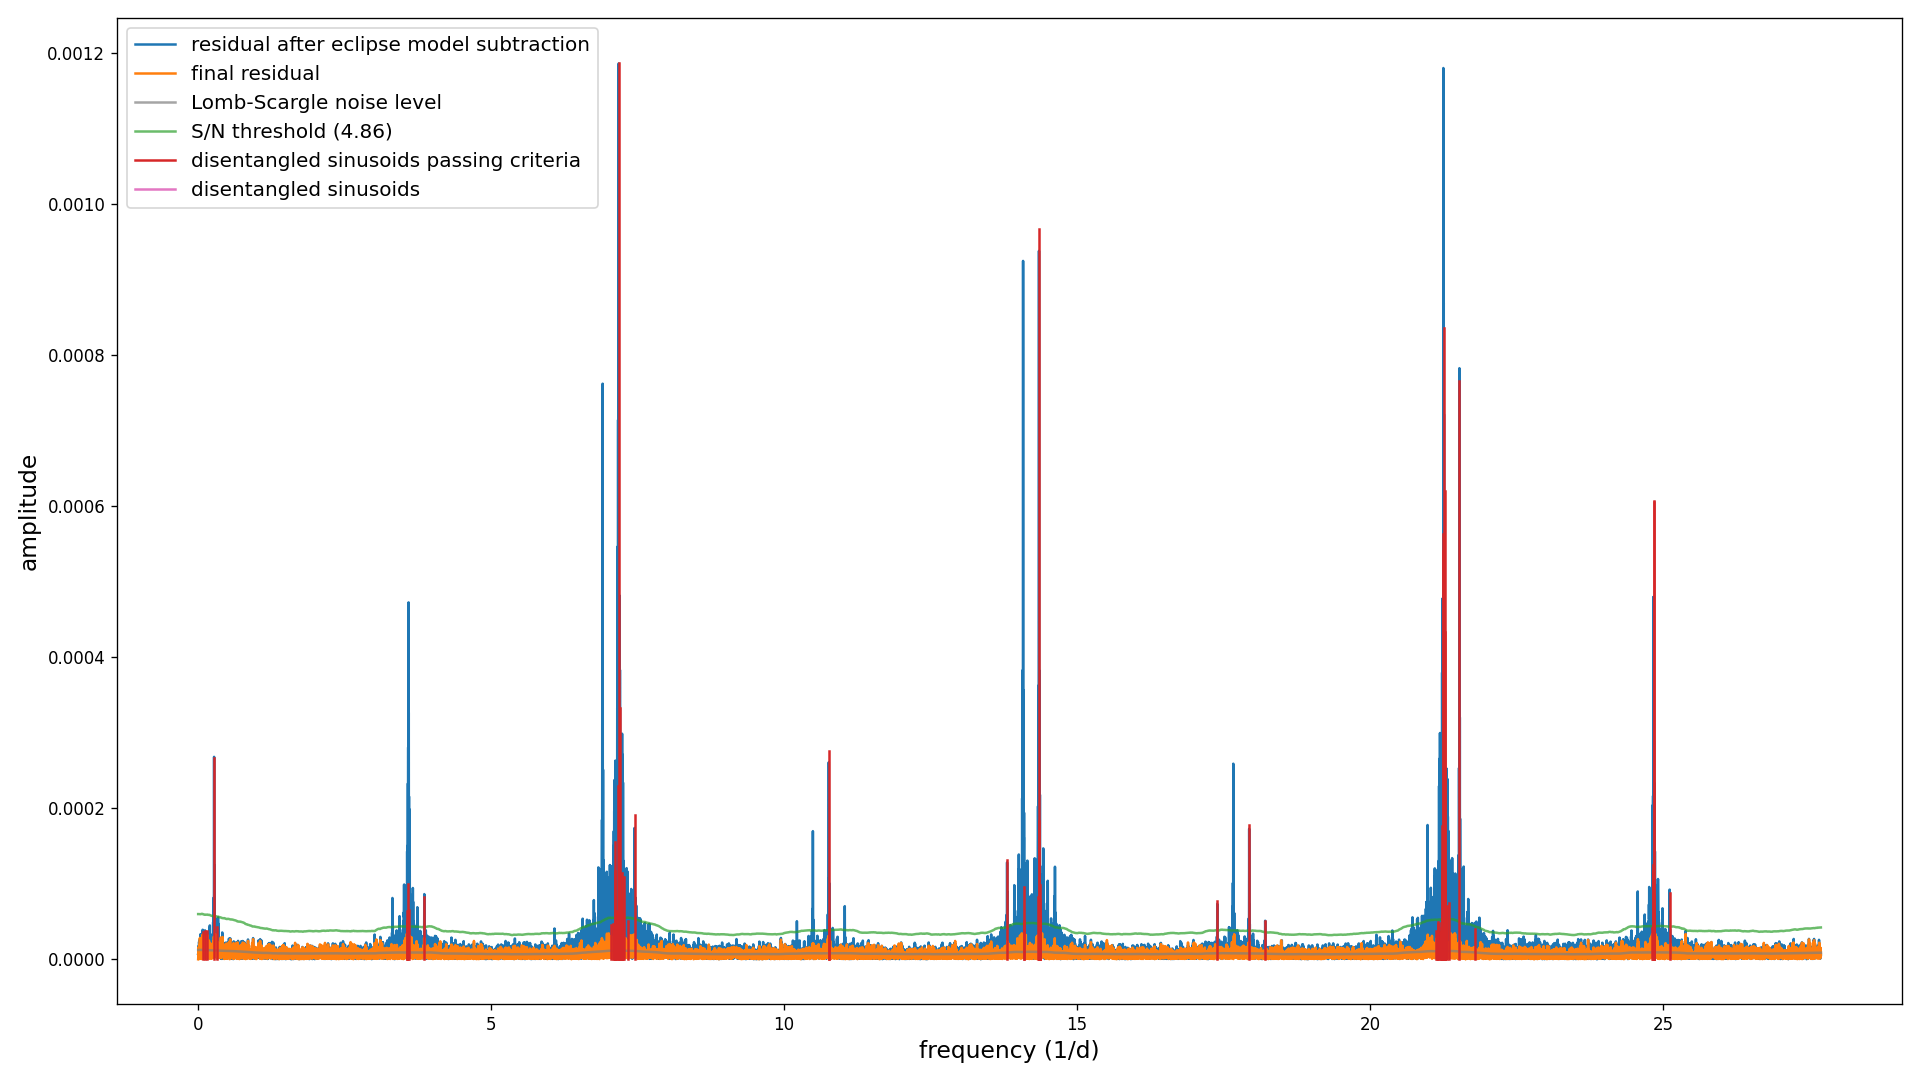 residual after eclipse model subtraction
final residual
Lomb-Scargle noise level
S/N threshold (4.86)
disentangled sinusoids passing criteria
disentangled sinusoids
0.0012
0.0010
0.0008
0.0006
0.0004
0.0002
0.0000
amplitude
0 5 10 15 20 25
frequency (1/d)